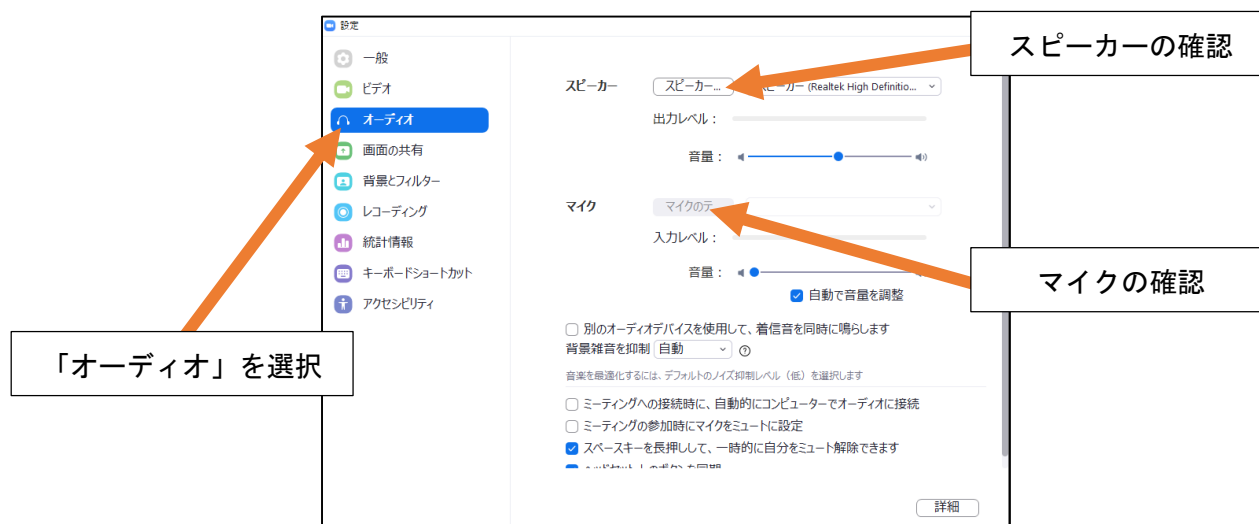 設定
スピーカーの確認
一般
ビデオ
オーディオ
画面の共有
背景とフィルター
レコーディング
統計情報
キーボードショートカット
アクセシビリティ
「オーディオ」を選択
スピーカー スピーカー... (Realtek High Definitio...
出力レベル：
音量：
マイク マイクのテ
入力レベル：
音量：
自動で音量を調整
マイクの確認
別のオーディオデバイスを使用して、着信音を同時に鳴らします
背景雑音を抑制 自動
音楽を最適化するには、デフォルトのノイズ抑制レベル（低）を選択します
ミーティングへの接続時に、自動的にコンピューターでオーディオに接続
ミーティングの参加時にマイクをミュートに設定
スペースキーを長押しして、一時的に自分をミュート解除できます
詳細